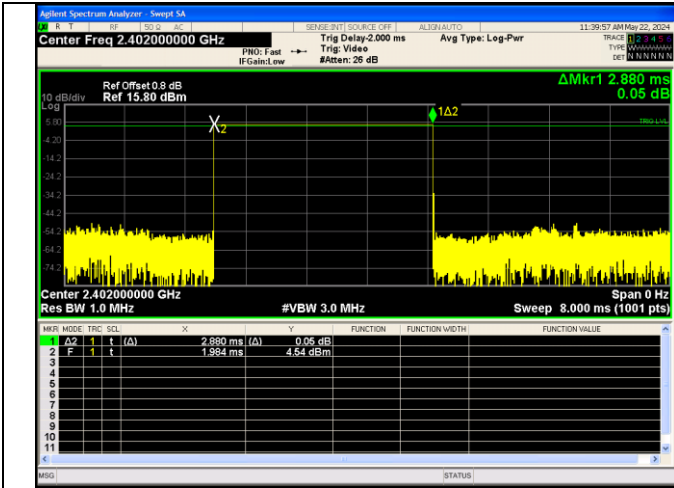 Agilent Spectrum Analyzer - Swept SA
R T RF 50 Ω AC SENSE:INT SOURCE OFF ALIGN AUTO 11:39:57 AM May 22, 2024
Center Freq 2.402000000 GHz
PNO: Fast
IFGain:Low
Trig Delay-2.000 ms
Trig: Video
#Atten: 26 dB
Avg Type: Log-Pwr
TRACE 1 2 3 4 5 6
TYPE
DET N N N N N N
ΔMkr1 2.880 ms
0.05 dB
Ref Offset 0.8 dB
10 dB/div Ref 15.80 dBm
Log
1Δ2
5.80
TRIG LVL
X2
-4.20
-14.2
-24.2
-34.2
-44.2
-54.2
-64.2
-74.2
Center 2.402000000 GHz Span 0 Hz
Res BW 1.0 MHz #VBW 3.0 MHz Sweep 8.000 ms (1001 pts)
MKR MODE TRC SCL X Y FUNCTION FUNCTION WIDTH FUNCTION VALUE
1 Δ2 1 t (Δ) 2.880 ms (Δ) 0.05 dB
2 F 1 t 1.984 ms 4.54 dBm
3
4
5
6
7
8
9
10
11
MSG STATUS